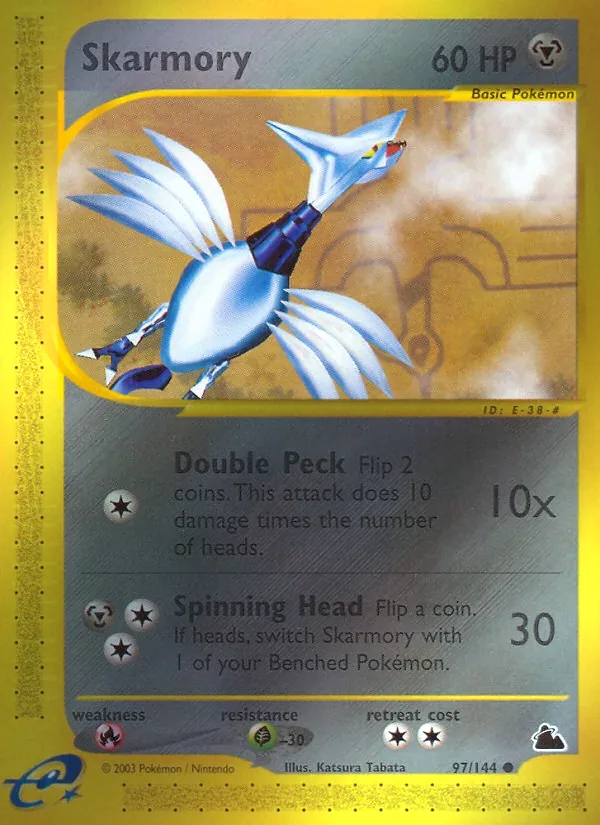 Skarmory
60 HP
Basic Pokémon
ID: E-38-#
Double Peck Flip 2
coins. This attack does 10
damage times the number
of heads.
10x
Spinning Head Flip a coin.
If heads, switch Skarmory with
1 of your Benched Pokémon.
30
weakness resistance retreat cost
-30
© 2003 Pokémon / Nintendo Illus. Katsura Tabata 97/144 ●
e